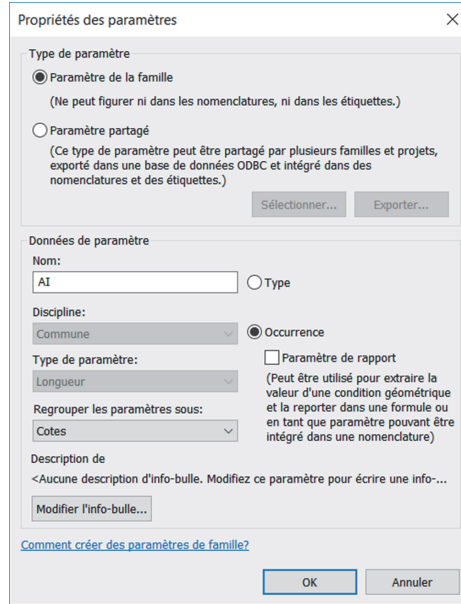 Propriétés des paramètres
Type de paramètre
Paramètre de la famille
(Ne peut figurer ni dans les nomenclatures, ni dans les étiquettes.)
Paramètre partagé
(Ce type de paramètre peut être partagé par plusieurs familles et projets,
exporté dans une base de données ODBC et intégré dans des
nomenclatures et des étiquettes.)
Sélectionner...
Exporter...
Données de paramètre
Nom:
AI
Type
Discipline:
Commune
Occurrence
Type de paramètre:
Longueur
Paramètre de rapport
(Peut être utilisé pour extraire la
valeur d'une condition géométrique
et la reporter dans une formule ou
en tant que paramètre pouvant être
intégré dans une nomenclature)
Regrouper les paramètres sous:
Cotes
Description de
<Aucune description d'info-bulle. Modifiez ce paramètre pour écrire une info-...
Modifier l'info-bulle...
Comment créer des paramètres de famille?
OK
Annuler